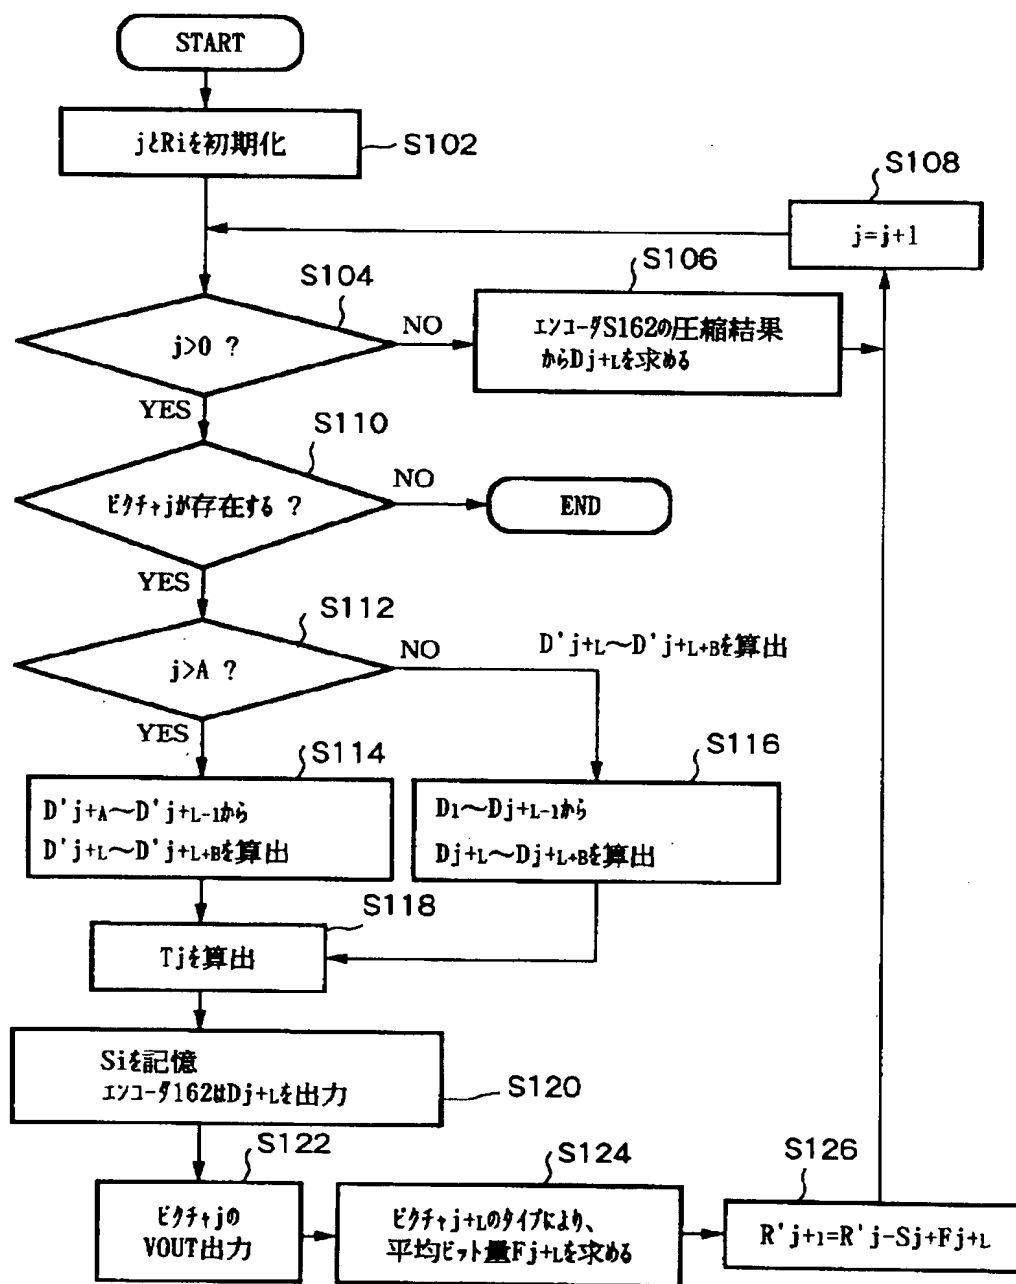 START
jとRiを初期化
S102
S108
j=j+1
S104
j>0 ?
NO
S106
エンコーダS162の圧縮結果
からDj+Lを求める
YES
S110
ピクチャjが存在する ?
NO
END
YES
S112
j>A ?
NO
D'j+L～D'j+L+Bを算出
YES
S114
D'j+A～D'j+L-1から
D'j+L～D'j+L+Bを算出
S116
D1～Dj+L-1から
Dj+L～Dj+L+Bを算出
S118
Tjを算出
Siを記憶
エンコーダ162はDj+Lを出力
S120
S122
ピクチャjの
VOUT出力
S124
ピクチャj+Lのタイプにより、
平均ビット量Fj+Lを求める
S126
R'j+1=R'j-Sj+Fj+L